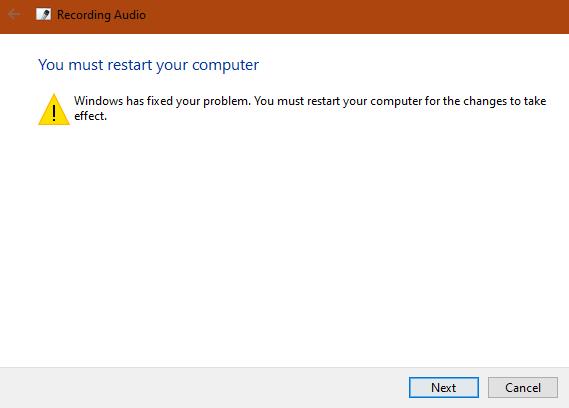 Recording Audio
You must restart your computer
Windows has fixed your problem. You must restart your computer for the changes to take
effect.
Next
Cancel